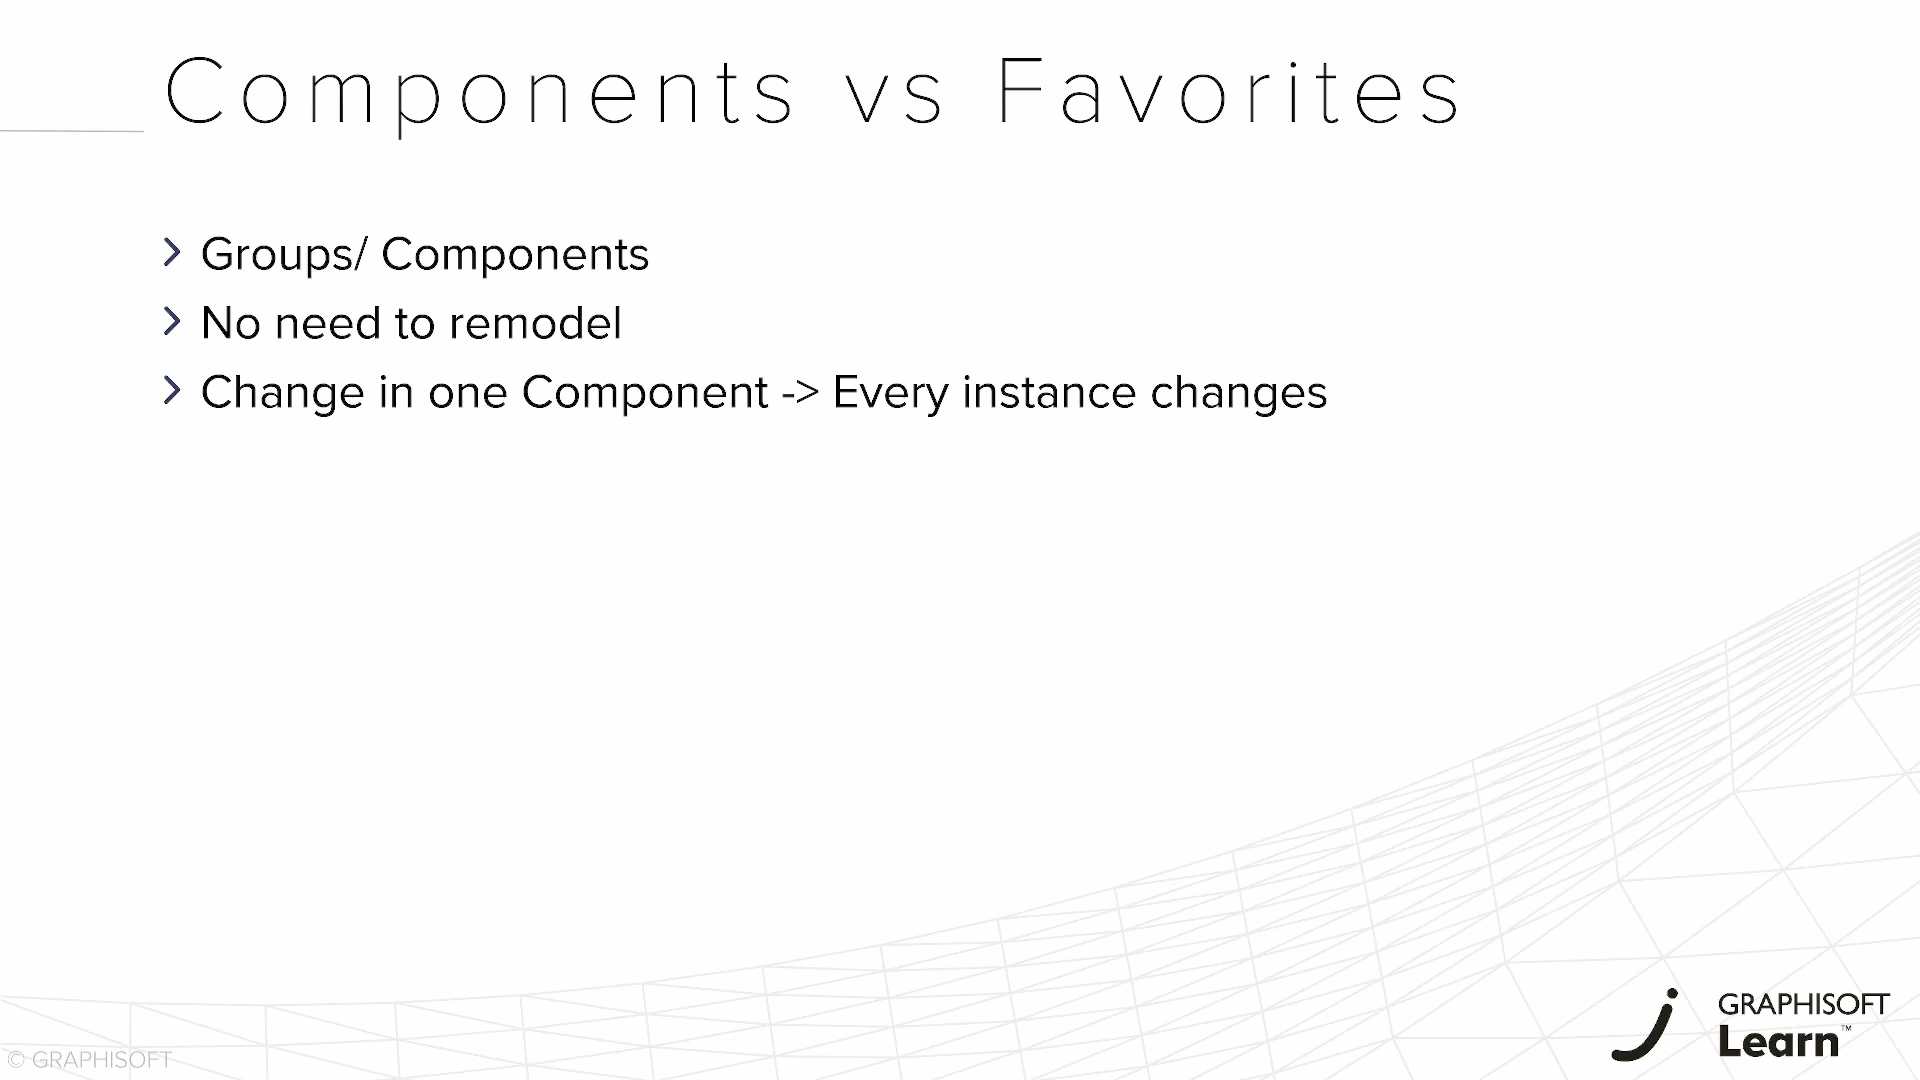 Components vs Favorites
Groups/ Components
No need to remodel
Change in one Component -> Every instance changes
GRAPHISOFT
Learn™
© GRAPHISOFT